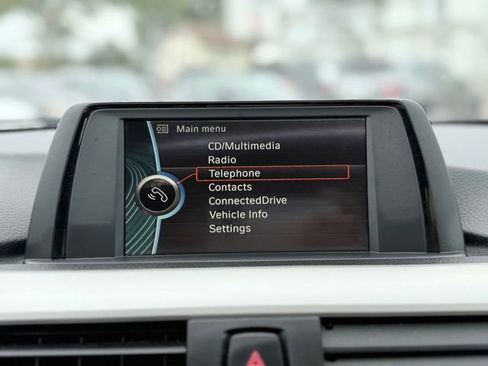 Main menu
CD/Multimedia
Radio
Telephone
Contacts
ConnectedDrive
Vehicle Info
Settings